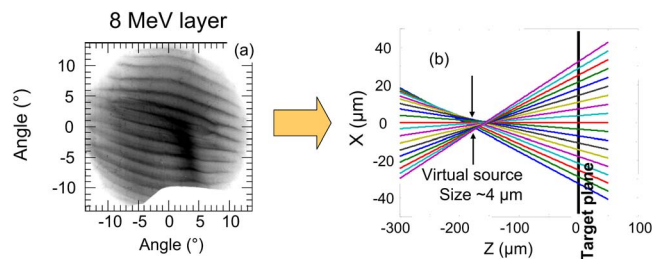 8 MeV layer
(a)
10
5
0
-5
-10
Angle (°)
-10 -5 0 5 10
Angle (°)
(b)
40
20
0
-20
-40
X (µm)
Virtual source
Size ~4 µm
Target plane
-300 -200 -100 0 100
Z (µm)